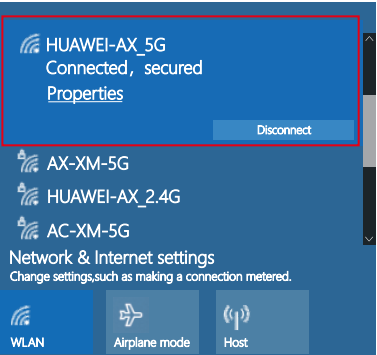 HUAWEI-AX_5G
Connected, secured
Properties
Disconnect
AX-XM-5G
HUAWEI-AX_2.4G
AC-XM-5G
Network & Internet settings
Change settings,such as making a connection metered.
WLAN
Airplane mode
Host